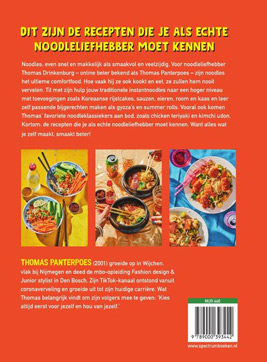 DIT ZIJN DE RECEPTEN DIE JE ALS ECHTE
NOODLELIEFHEBBER MOET KENNEN
Noodles: even snel en makkelijk als smaakvol en veelzijdig. Voor noodleliefhebber
Thomas Drinkenburg – online beter bekend als Thomas Panterpoes – zijn noodles
het ultieme comfortfood. Hoe vaak hij ze ook kookt en eet, ze zullen hem nooit
vervelen. Til met zijn hulp jouw traditionele instantnoodles naar een hoger niveau
met toevoegingen zoals Koreaanse rijstcakes, sauzen, eieren, room en kaas en leer
zelf passende bijgerechten maken als gyoza's en summer rolls. Vooral ook komen
Thomas' favoriete noodleklassiekers aan bod, zoals chicken teriyaki en kimchi udon.
Kortom: de recepten die je als echte noodleliefhebber moet kennen. Want alles wat
je zelf maakt, smaakt beter!
THOMAS PANTERPOES (2001) groeide op in Wijchen,
vlak bij Nijmegen en deed de mbo-opleiding Fashion design &
Junior stylist in Den Bosch. Zijn TikTok-kanaal ontstond vanuit
coronaverveling en groeide uit tot zijn huidige carrière. Wat
Thomas belangrijk vindt om zijn volgers mee te geven: 'Kies
altijd eerst voor jezelf en hou van jezelf.'
NUR 440
9 789000 393442
www.spectrumboeken.nl